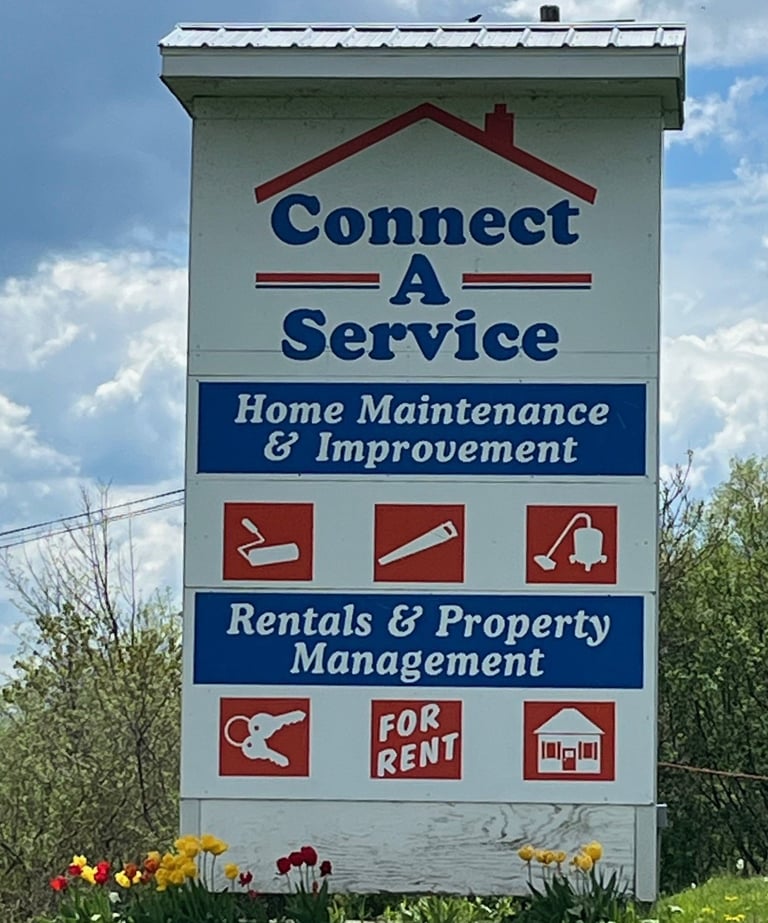 Connect
A
Service
Home Maintenance
& Improvement
Rentals & Property
Management
FOR
RENT